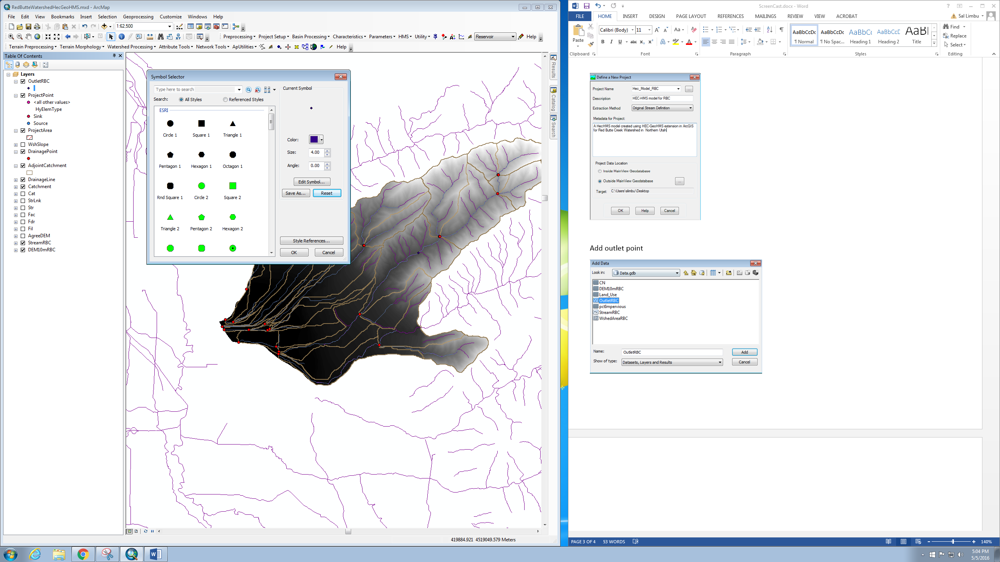 RedButteWatershedHecGeoHMS.mxd - ArcMap
File Edit View Bookmarks Insert Selection Geoprocessing Customize Windows Help
1:62,500
Preprocessing Project Setup Basin Processing Characteristics Parameters HMS Utility Reservoir Help
Terrain Preprocessing Terrain Morphology Watershed Processing Attribute Tools Network Tools ApUtilities Help
Table Of Contents
Layers
OutletRBC
ProjectPoint
<all other values>
HyElemType
Sink
Source
ProjectArea
WshSlope
DrainagePoint
AdjointCatchment
DrainageLine
Catchment
Cat
StrLnk
Str
Fac
Fdr
Fil
AgreeDEM
StreamRBC
DEM10mRBC
Symbol Selector
Type here to search
Search: All Styles Referenced Styles
ESRI
Circle 1 Square 1 Triangle 1
Pentagon 1 Hexagon 1 Octagon 1
Rnd Square 1 Circle 2 Square 2
Triangle 2 Pentagon 2 Hexagon 2
Current Symbol
Color:
Size: 4.00
Angle: 0.00
Edit Symbol...
Save As... Reset
Style References...
OK Cancel
Results
Catalog
Search
419884.921 4519049.579 Meters
ScreenCast.docx - Word
FILE HOME INSERT DESIGN PAGE LAYOUT REFERENCES MAILINGS REVIEW VIEW ACROBAT
Sal Limbu
Paste
Calibri (Body) 11
B I U abc x₂ x²
AaBbCcDc AaBbCcDc AaBbCc AaBbCcD AaBl
¶ Normal ¶ No Spac... Heading 1 Heading 2 Title
Find
Replace
Select
Clipboard Font Paragraph Styles Editing
Define a New Project
Project Name Hec_Model_RBC ...
Description HEC-HMS model for RBC
Extraction Method Original Stream Definition
Metadata for Project:
A HecHMS model created using HEC-GeoHMS extension in ArcGIS
for Red Butte Creek Watershed in Northern Utah
Project Data Location
Inside MainView Geodatabase
Outside MainView Geodatabase ...
Target: C:\Users\slimbu\Desktop
OK Help Cancel
Add outlet point
Add Data
Look in: Data.gdb
CN
DEM10mRBC
Land_Use
OutletRBC
pctImpervious
StreamRBC
WshedAreaRBC
Name: OutletRBC Add
Show of type: Datasets, Layers and Results Cancel
PAGE 3 OF 4 53 WORDS 140%
5:04 PM
5/5/2016